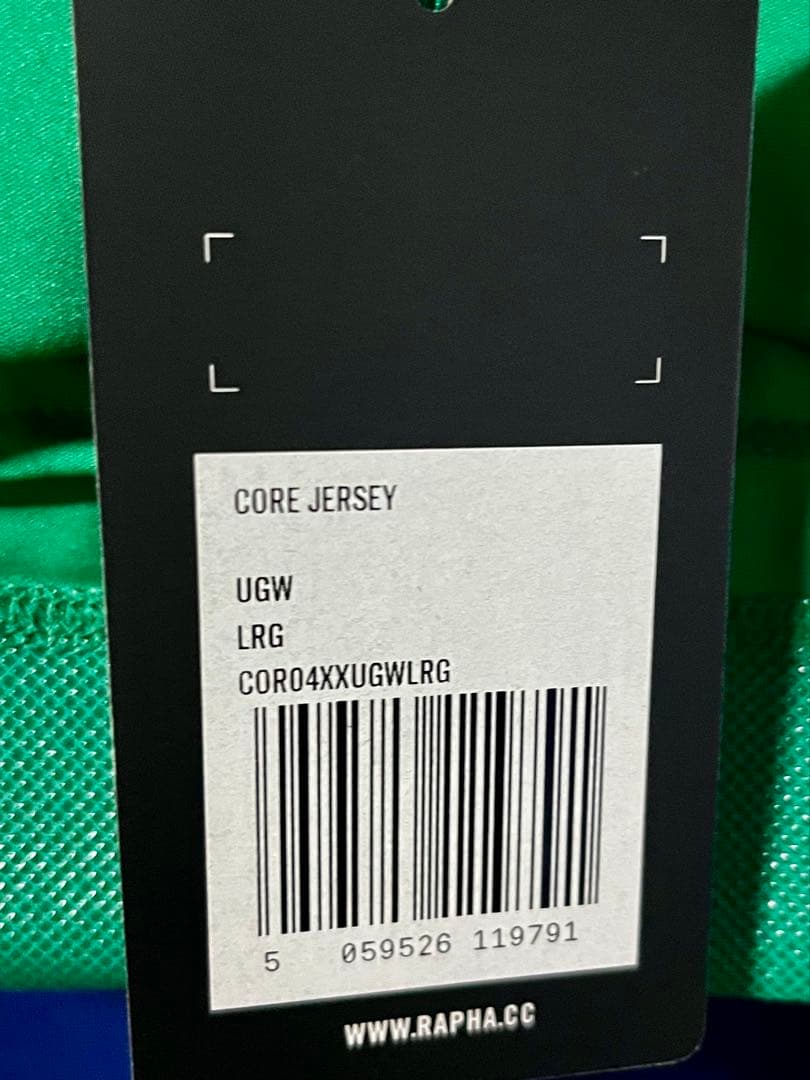 CORE JERSEY
UGW
LRG
COR04XXUGWLRG
5 059526 119791
WWW.RAPHA.CC